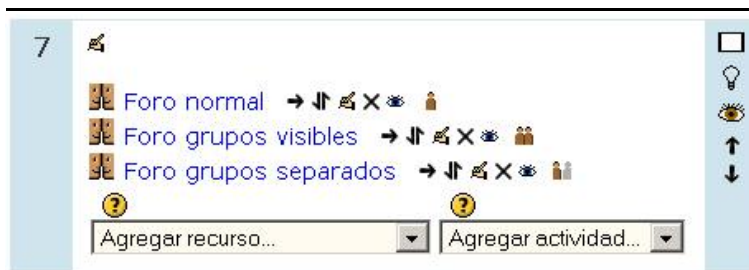 7
Foro normal
Foro grupos visibles
Foro grupos separados
? ?
Agregar recurso... Agregar actividad...